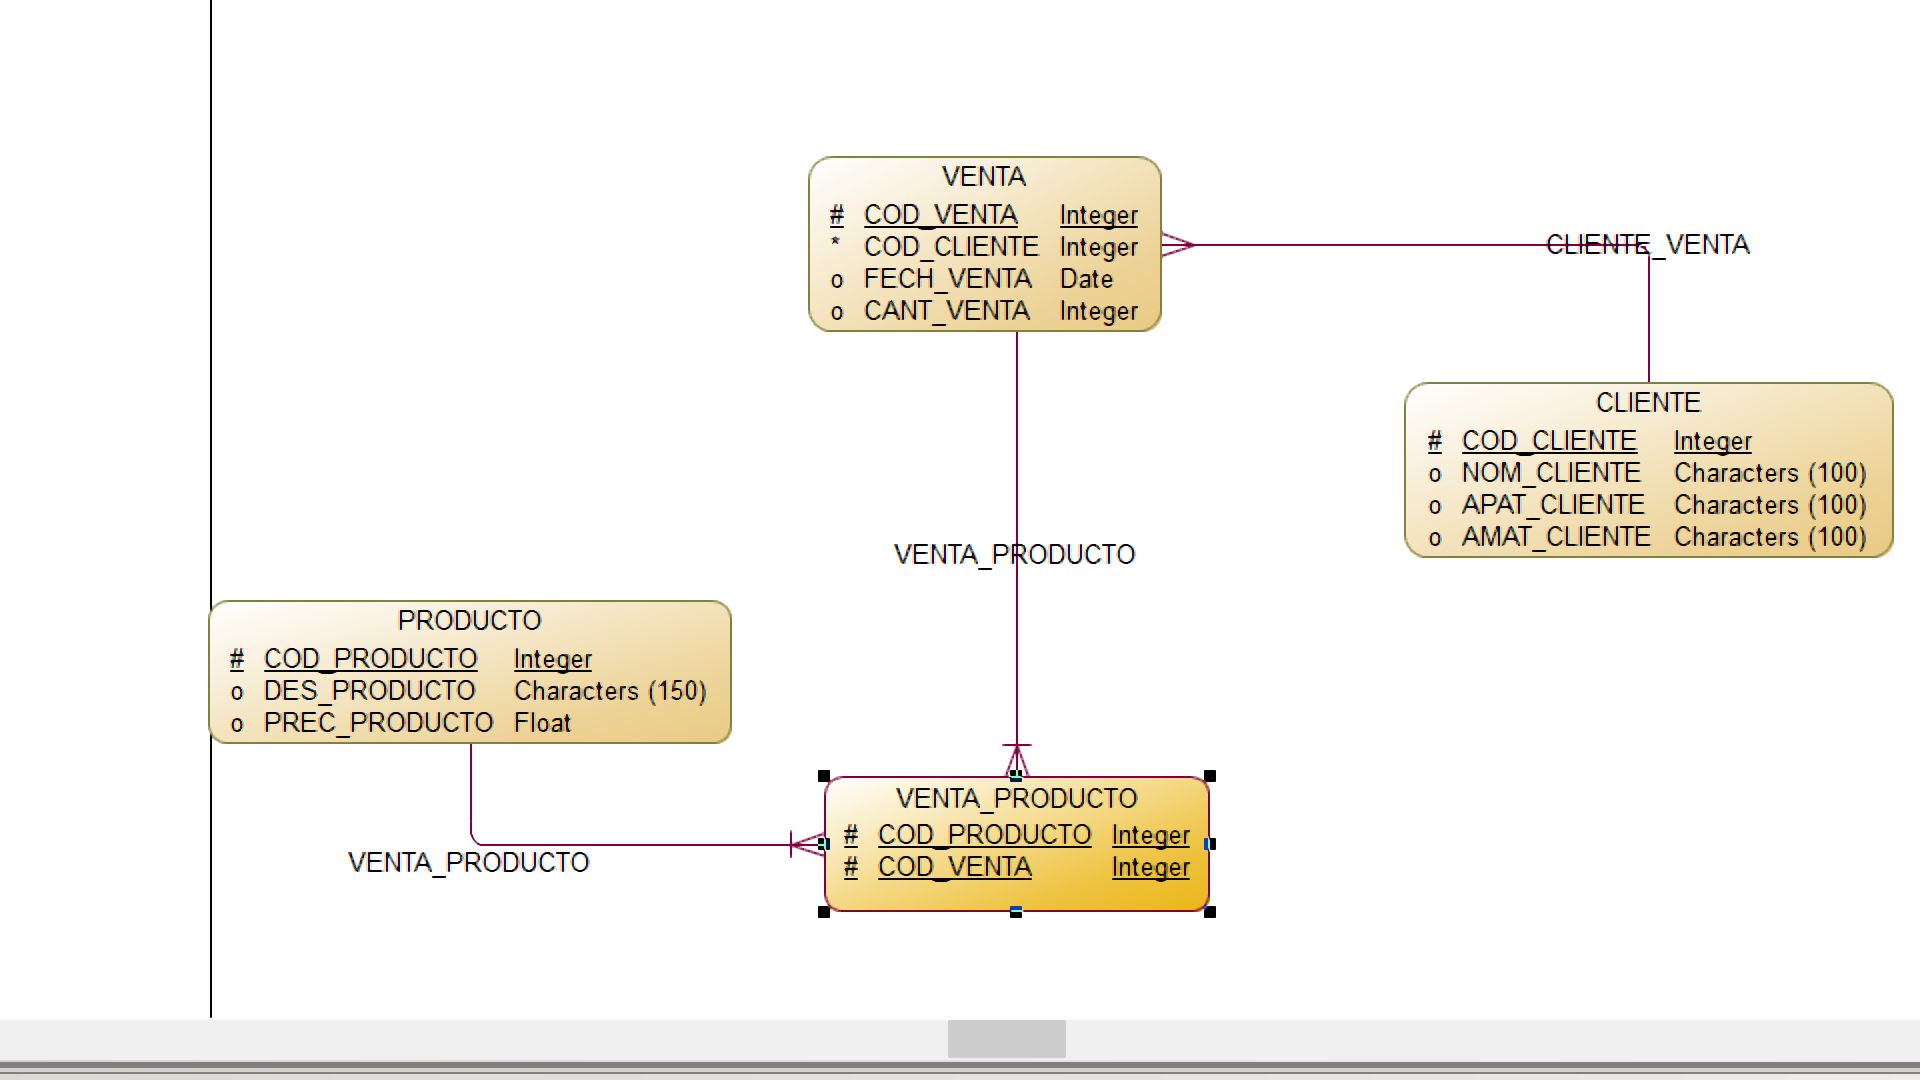 VENTA
# COD_VENTA Integer
* COD_CLIENTE Integer
o FECH_VENTA Date
o CANT_VENTA Integer
CLIENTE_VENTA
CLIENTE
# COD_CLIENTE Integer
o NOM_CLIENTE Characters (100)
o APAT_CLIENTE Characters (100)
o AMAT_CLIENTE Characters (100)
VENTA_PRODUCTO
PRODUCTO
# COD_PRODUCTO Integer
o DES_PRODUCTO Characters (150)
o PREC_PRODUCTO Float
VENTA_PRODUCTO
VENTA_PRODUCTO
# COD_PRODUCTO Integer
# COD_VENTA Integer